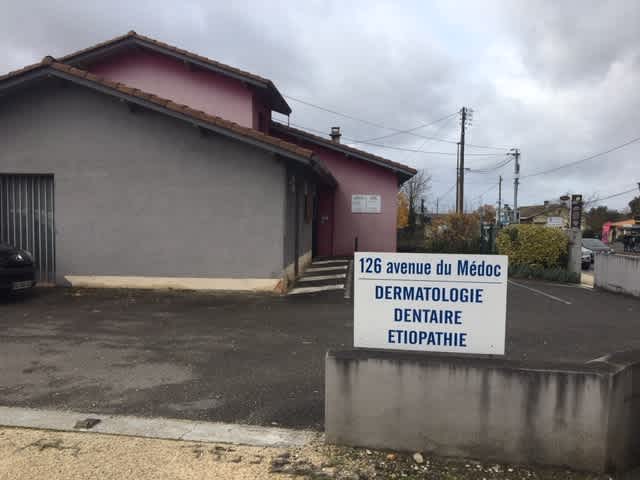 126 avenue du Médoc
DERMATOLOGIE
DENTAIRE
ETIOPATHIE